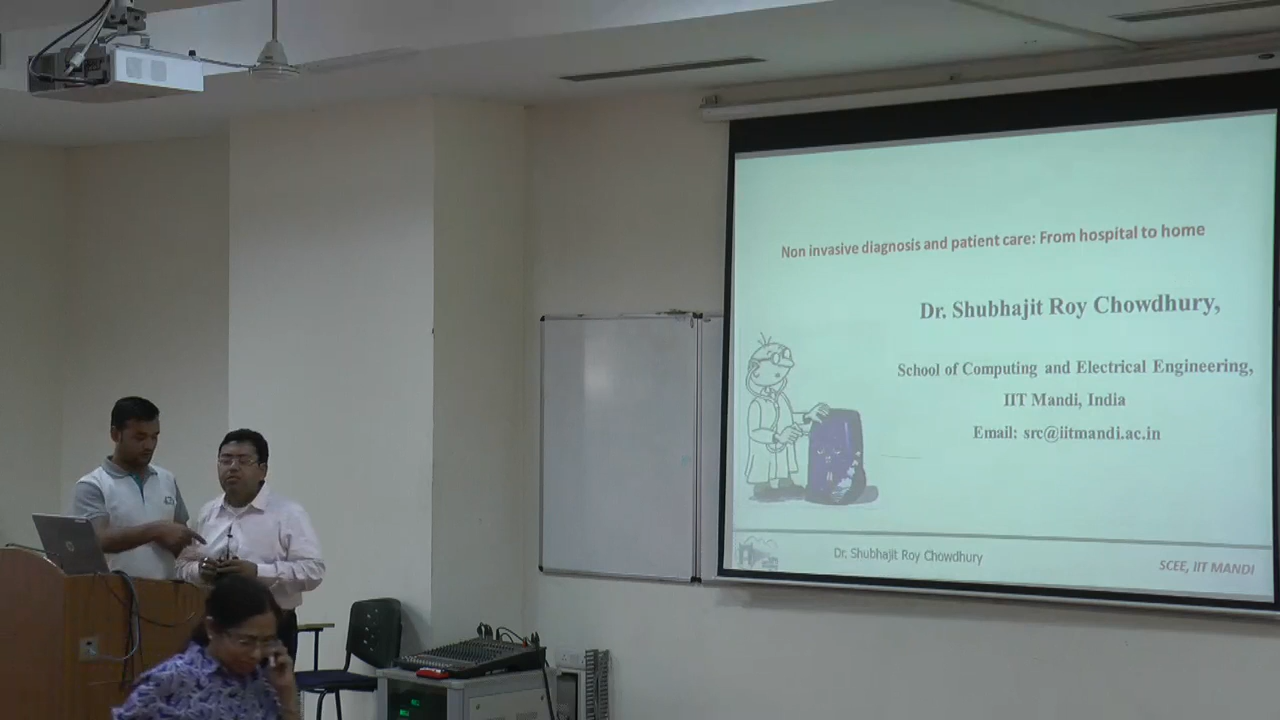 Non invasive diagnosis and patient care: From hospital to home
Dr. Shubhajit Roy Chowdhury,
School of Computing and Electrical Engineering,
IIT Mandi, India
Email: src@iitmandi.ac.in
Dr. Shubhajit Roy Chowdhury
SCEE, IIT MANDI